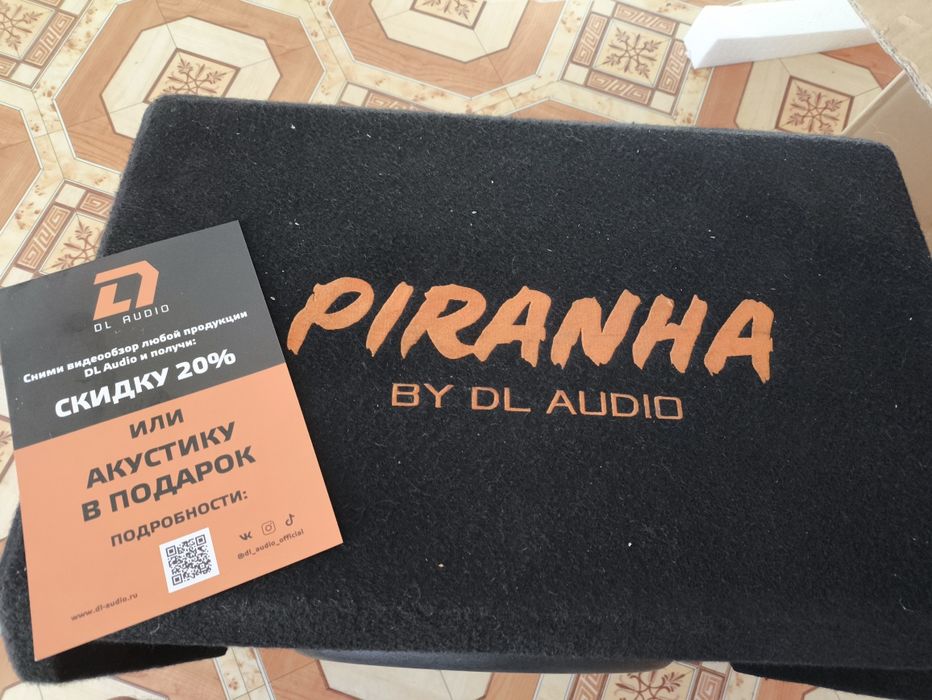 DL AUDIO
Сними видеообзор любой продукции
DL Audio и получи:
СКИДКУ 20%
ИЛИ
АКУСТИКУ
В ПОДАРОК
ПОДРОБНОСТИ:
@dl_audio_official
www.dl-audio.ru
PIRANHA
BY DL AUDIO